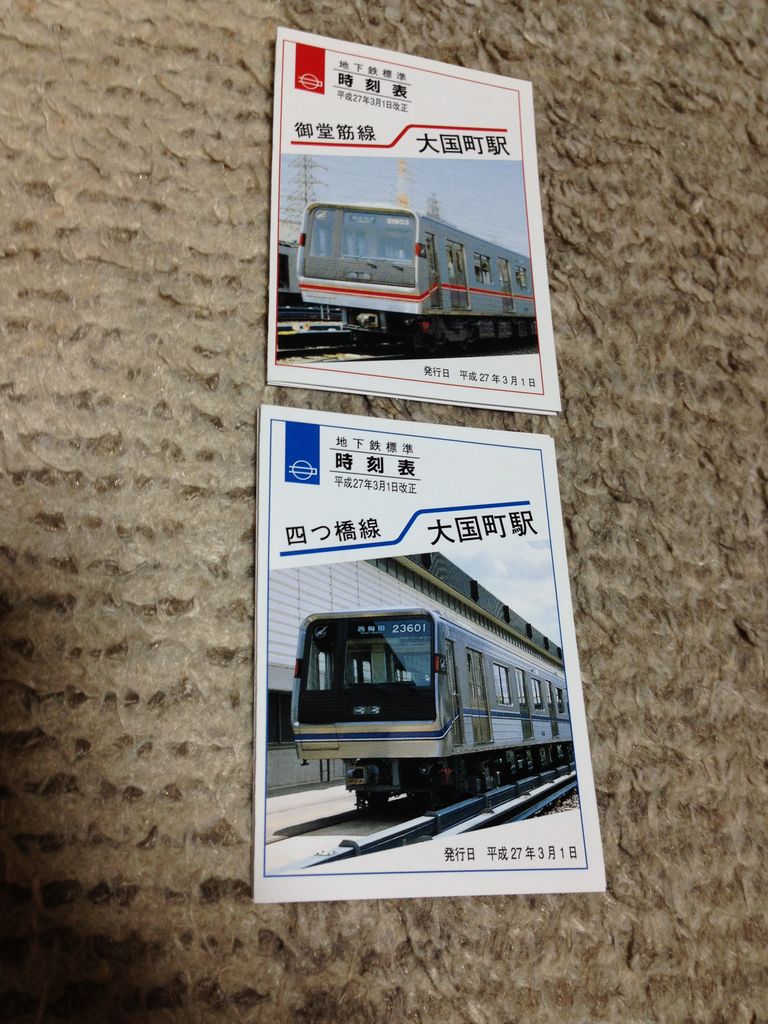 地下鉄標準
時刻表
平成27年3月1日改正
御堂筋線
大国町駅
21903
発行日 平成27年3月1日
地下鉄標準
時刻表
平成27年3月1日改正
四つ橋線
大国町駅
西梅田 23601
発行日 平成27年3月1日